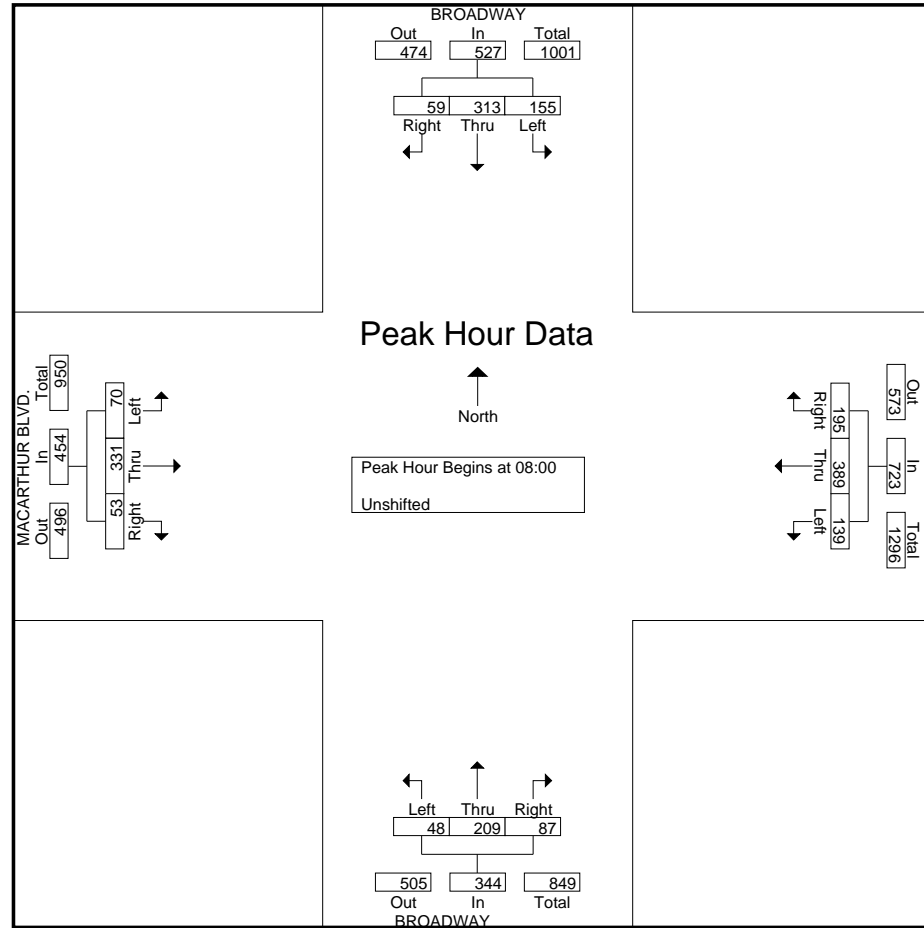 BROADWAY
Out In Total
474 527 1001
59 313 155
Right Thru Left
Peak Hour Data
North
Peak Hour Begins at 08:00
Unshifted
MACARTHUR BLVD.
Out In Total
496 454 950
53 331 70
Right Thru Left
Out In Total
573 723 1296
195 389 139
Right Thru Left
Left Thru Right
48 209 87
505 344 849
Out In Total
BROADWAY